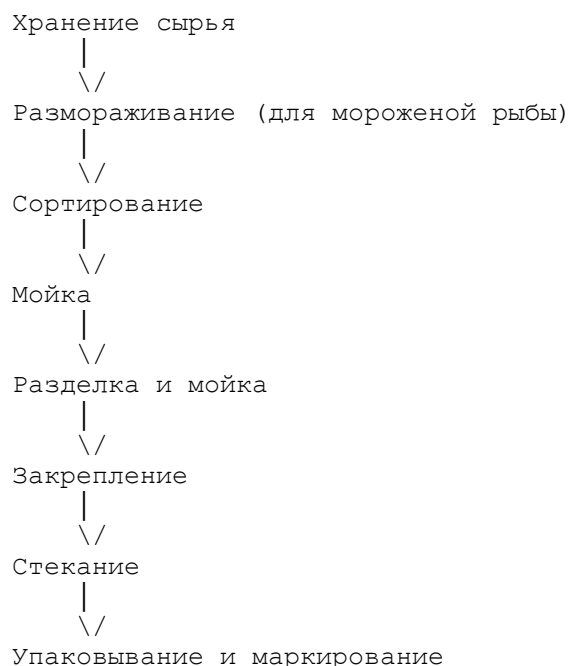 Хранение сырья
|
\/
Размораживание (для мороженой рыбы)
|
\/
Сортирование
|
\/
Мойка
|
\/
Разделка и мойка
|
\/
Закрепление
|
\/
Стекание
|
\/
Упаковывание и маркирование